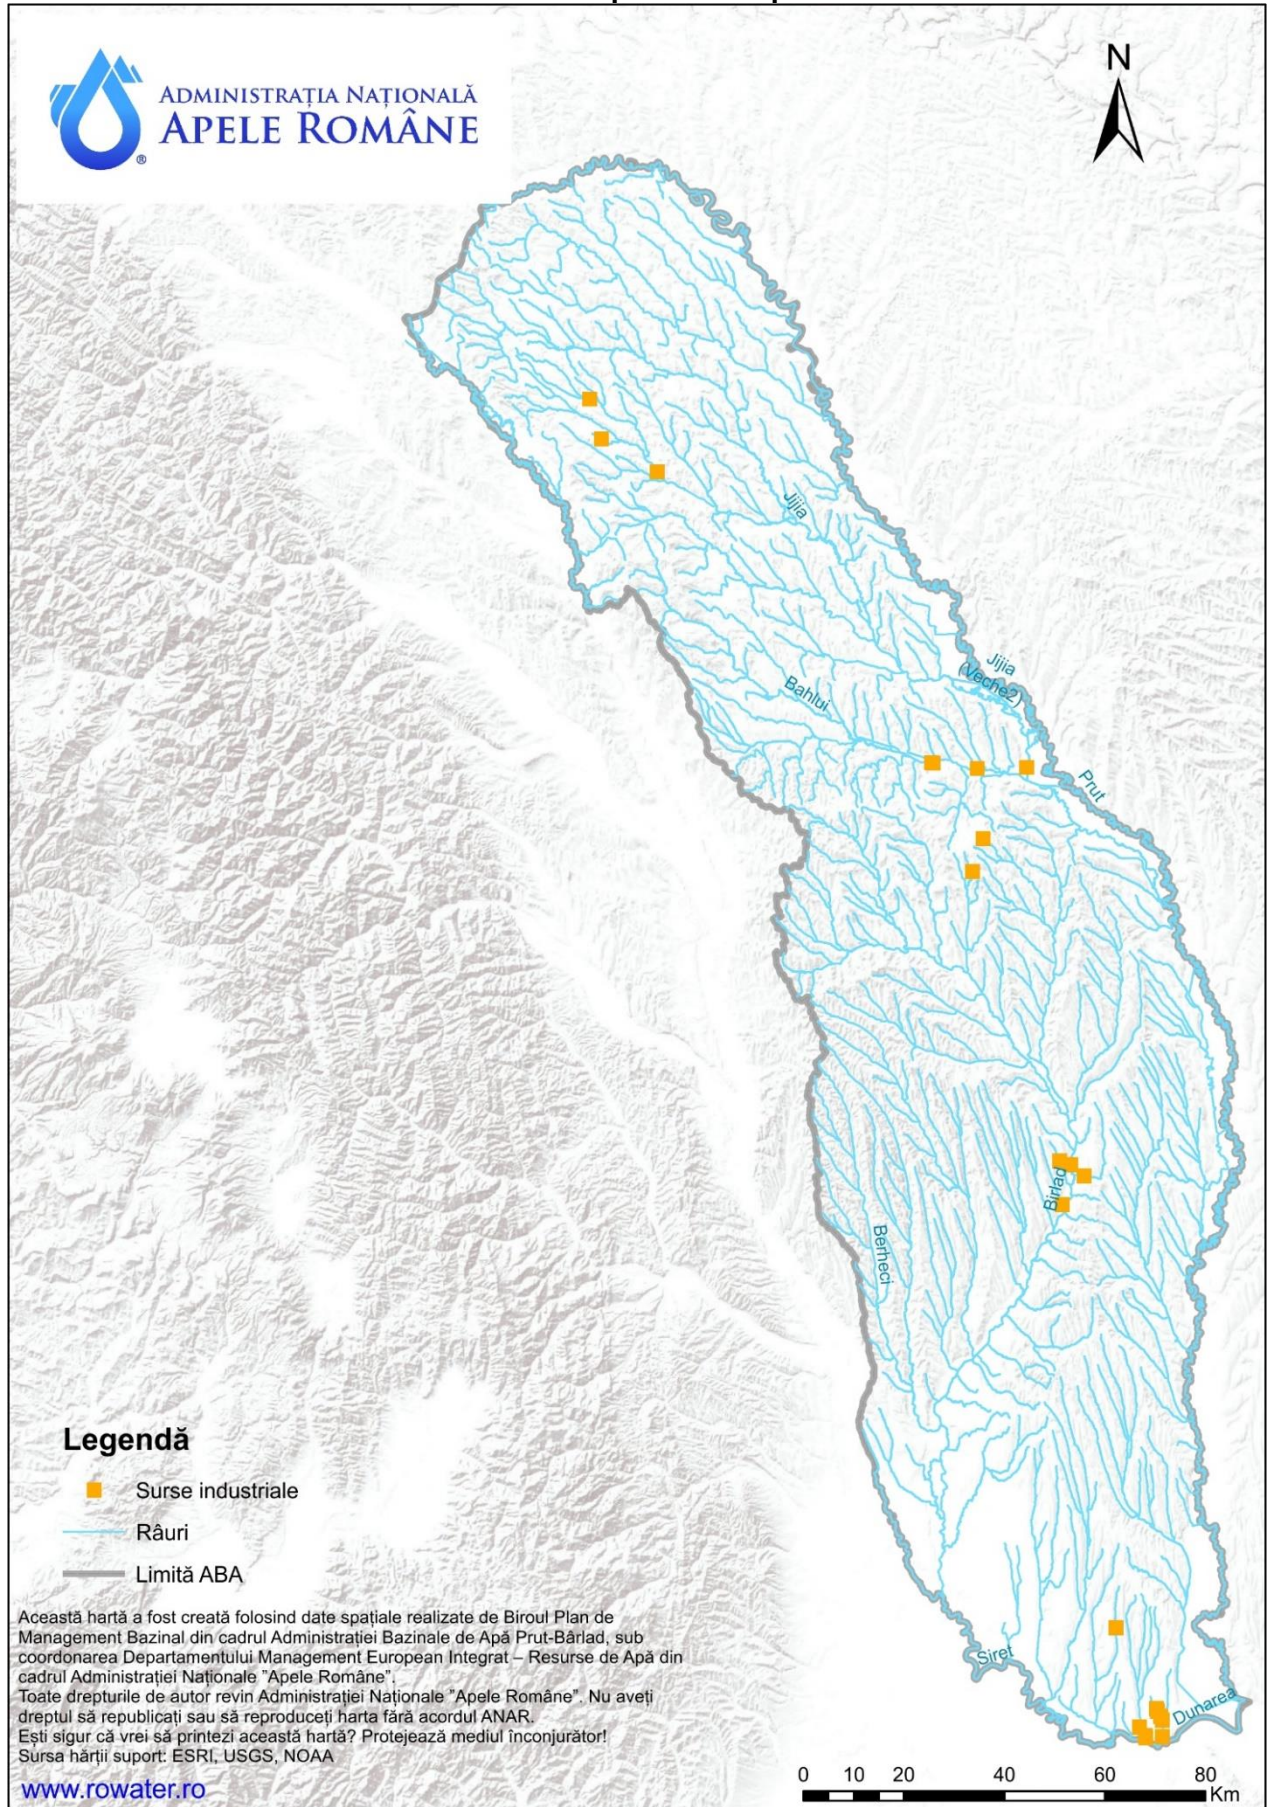 ADMINISTRAȚIA NAȚIONALĂ
APELE ROMÂNE
®
N
Jijia
Jijia
(Veche2)
Bahlui
Prut
Birlad
Berheci
Siret
Dunarea
Legendă
Surse industriale
Râuri
Limită ABA
Această hartă a fost creată folosind date spațiale realizate de Biroul Plan de
Management Bazinal din cadrul Administrației Bazinale de Apă Prut-Bârlad, sub
coordonarea Departamentului Management European Integrat – Resurse de Apă din
cadrul Administrației Naționale "Apele Române".
Toate drepturile de autor revin Administrației Naționale "Apele Române". Nu aveți
dreptul să republicați sau să reproduceți harta fără acordul ANAR.
Ești sigur că vrei să printezi această hartă? Protejează mediul înconjurător!
Sursa hărții suport: ESRI, USGS, NOAA
www.rowater.ro
0 10 20 40 60 80
Km